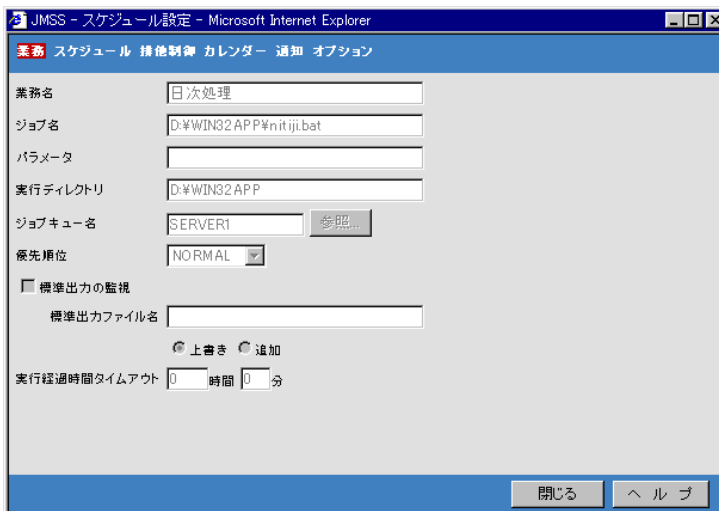 JMSS - スケジュール設定 - Microsoft Internet Explorer
業務 スケジュール 排他制御 カレンダー 通知 オプション
業務名 日次処理
ジョブ名 D:¥WIN32APP¥nitiji.bat
パラメータ
実行ディレクトリ D:¥WIN32APP
ジョブキュー名 SERVER1 参照...
優先順位 NORMAL
標準出力の監視
標準出力ファイル名
上書き 追加
実行経過時間タイムアウト 0 時間 0 分
閉じる ヘルプ